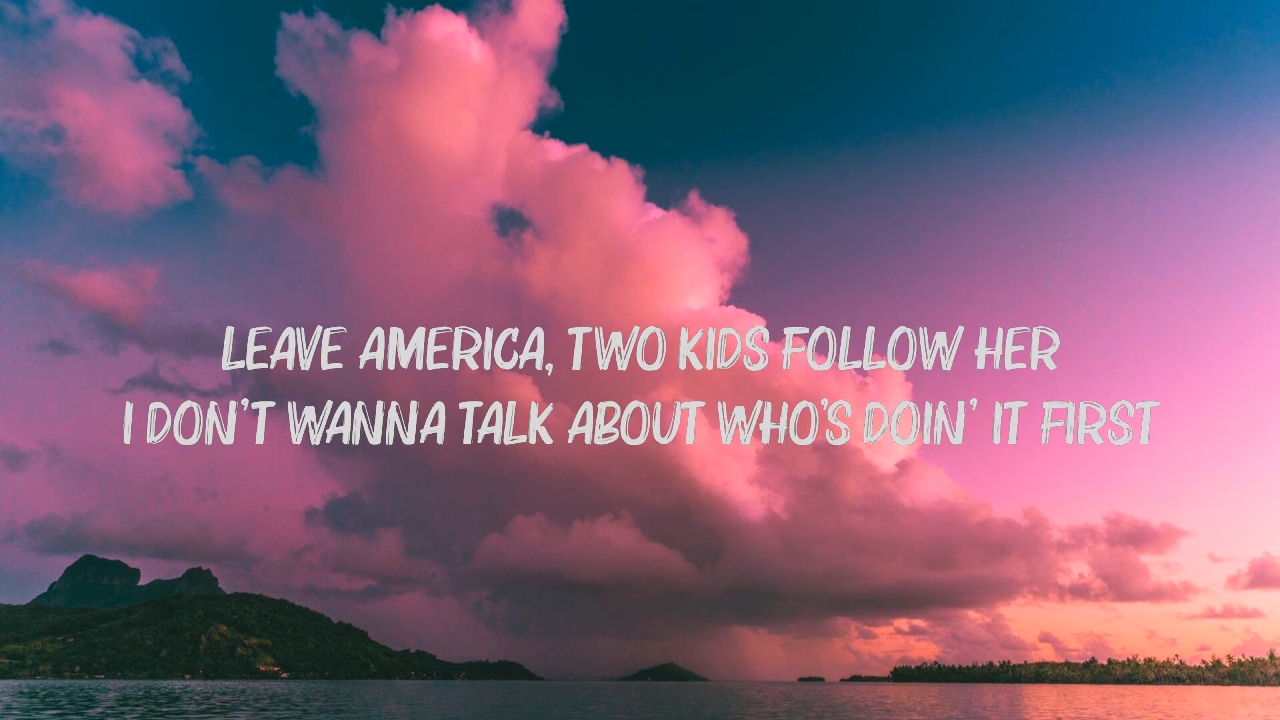 LEAVE AMERICA, TWO KIDS FOLLOW HER
I DON'T WANNA TALK ABOUT WHO'S DOIN' IT FIRST